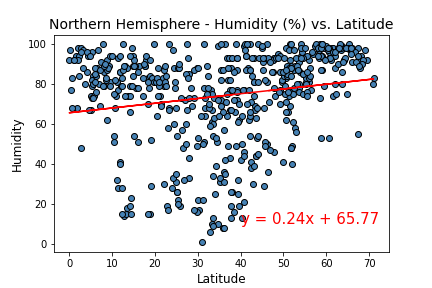 Northern Hemisphere - Humidity (%) vs. Latitude
100
80
60
40
20
0
Humidity
y = 0.24x + 65.77
0 10 20 30 40 50 60 70
Latitude